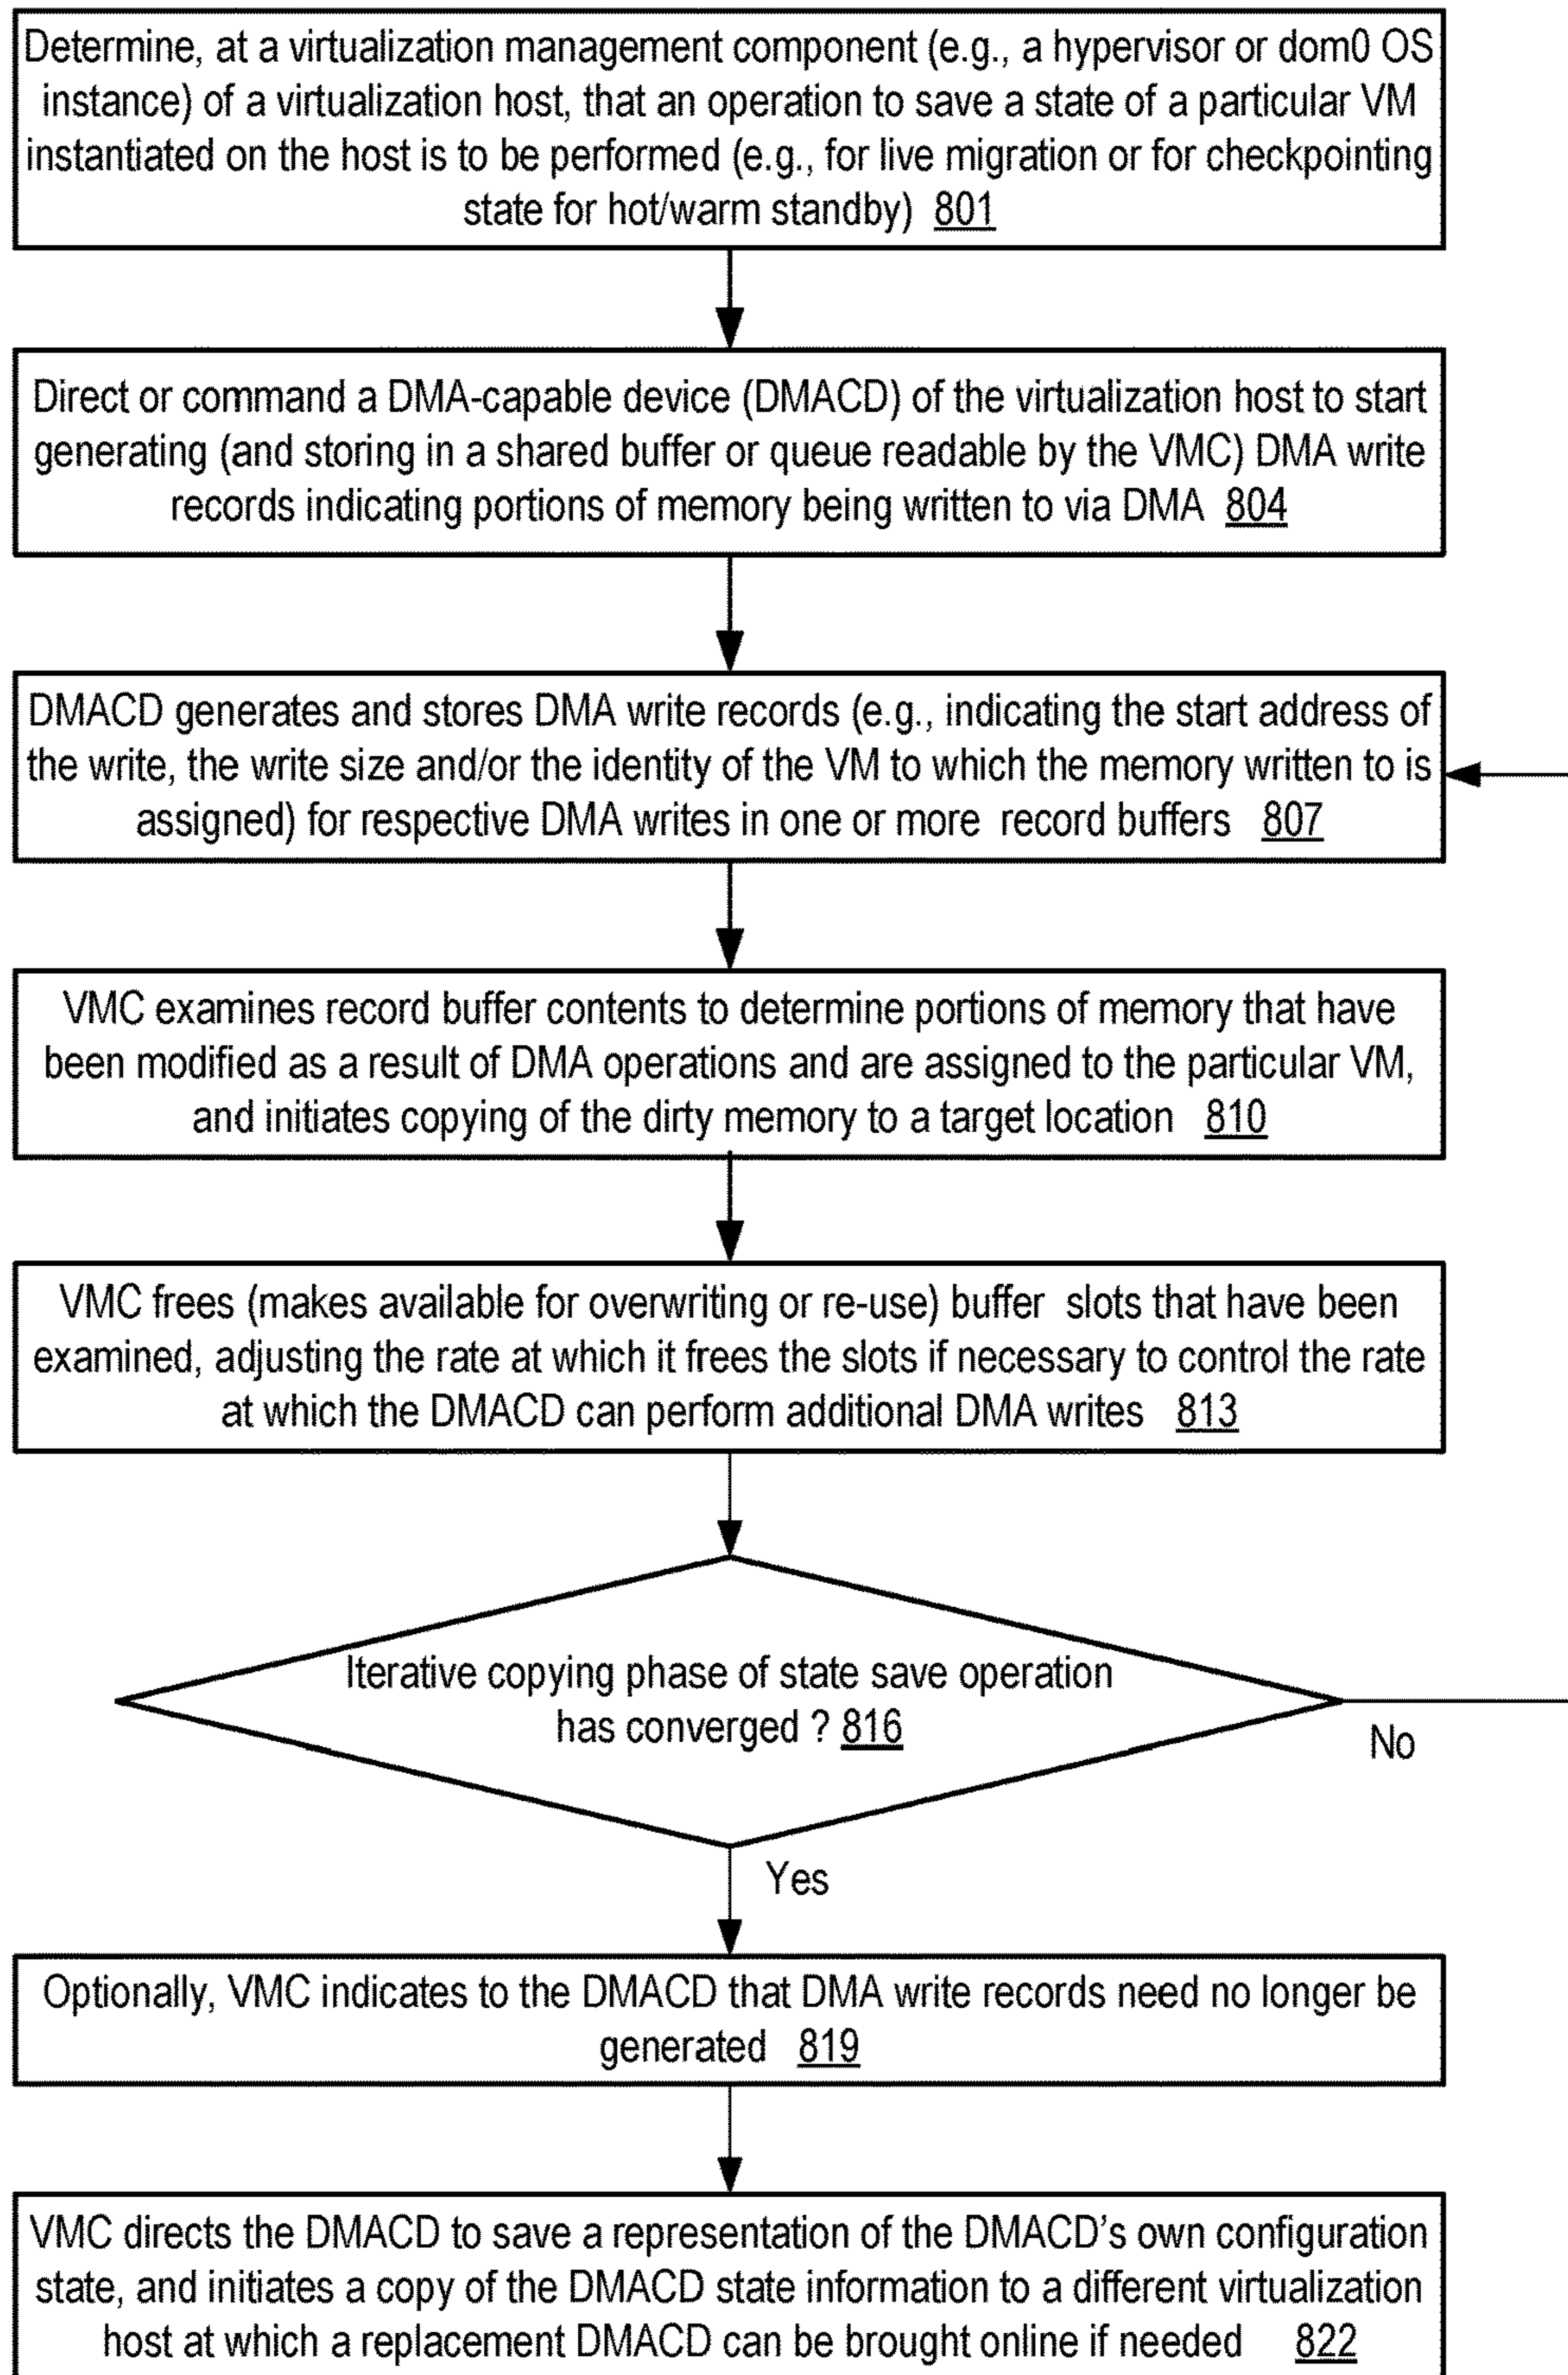 Determine, at a virtualization management component (e.g., a hypervisor or dom0 OS
instance) of a virtualization host, that an operation to save a state of a particular VM
instantiated on the host is to be performed (e.g., for live migration or for checkpointing
state for hot/warm standby) 801
Direct or command a DMA-capable device (DMACD) of the virtualization host to start
generating (and storing in a shared buffer or queue readable by the VMC) DMA write
records indicating portions of memory being written to via DMA 804
DMACD generates and stores DMA write records (e.g., indicating the start address of
the write, the write size and/or the identity of the VM to which the memory written to is
assigned) for respective DMA writes in one or more record buffers 807
VMC examines record buffer contents to determine portions of memory that have
been modified as a result of DMA operations and are assigned to the particular VM,
and initiates copying of the dirty memory to a target location 810
VMC frees (makes available for overwriting or re-use) buffer slots that have been
examined, adjusting the rate at which it frees the slots if necessary to control the rate
at which the DMACD can perform additional DMA writes 813
Iterative copying phase of state save operation
has converged ? 816
No
Yes
Optionally, VMC indicates to the DMACD that DMA write records need no longer be
generated 819
VMC directs the DMACD to save a representation of the DMACD's own configuration
state, and initiates a copy of the DMACD state information to a different virtualization
host at which a replacement DMACD can be brought online if needed 822